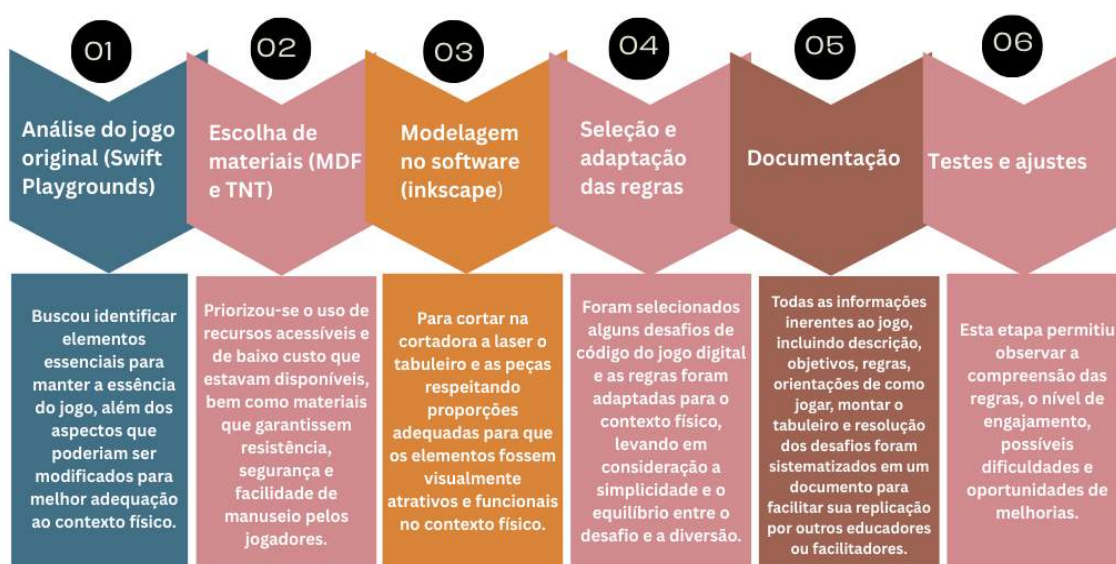 01
Análise do jogo
original (Swift
Playgrounds)
Buscou identificar
elementos
essenciais para
manter a essência
do jogo, além dos
aspectos que
poderiam ser
modificados para
melhor adequação
ao contexto físico.
02
Escolha de
materiais (MDF
e TNT)
Priorizou-se o uso de
recursos acessíveis e
de baixo custo que
estavam disponíveis,
bem como materiais
que garantissem
resistência,
segurança e
facilidade de
manuseio pelos
jogadores.
03
Modelagem
no software
(inkscape)
Para cortar na
cortadora a laser o
tabuleiro e as peças
respeitando
proporções
adequadas para que
os elementos fossem
visualmente
atrativos e funcionais
no contexto físico.
04
Seleção e
adaptação
das regras
Foram selecionados
alguns desafios de
código do jogo digital
e as regras foram
adaptadas para o
contexto físico,
levando em
consideração a
simplicidade e o
equilíbrio entre o
desafio e a diversão.
05
Documentação
Todas as informações
inerentes ao jogo,
incluindo descrição,
objetivos, regras,
orientações de como
jogar, montar o
tabuleiro e resolução
dos desafios foram
sistematizados em um
documento para
facilitar sua replicação
por outros educadores
ou facilitadores.
06
Testes e ajustes
Esta etapa permitiu
observar a
compreensão das
regras, o nível de
engajamento,
possíveis
dificuldades e
oportunidades de
melhorias.